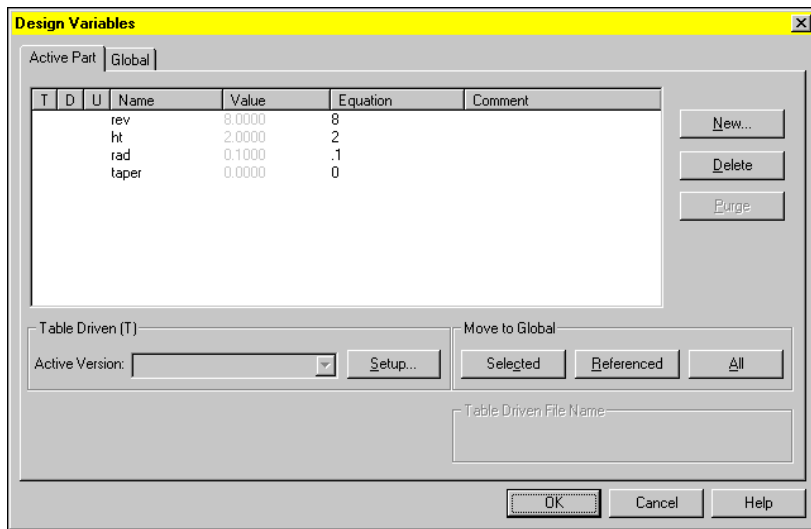 Design Variables
Active Part Global
T D U Name Value Equation Comment
rev 8.0000 8
ht 2.0000 2
rad 0.1000 .1
taper 0.0000 0
New...
Delete
Purge
Table Driven (T)
Active Version:
Setup...
Move to Global
Selected Referenced All
Table Driven File Name
OK Cancel Help